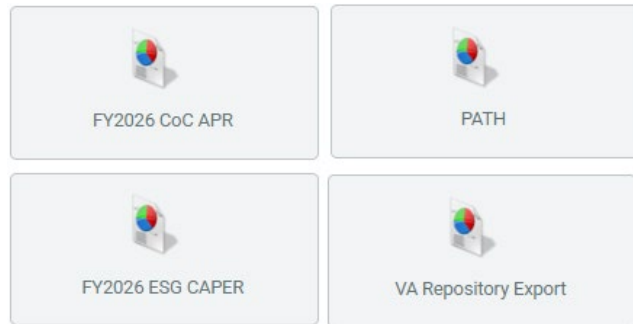 FY2026 CoC APR
PATH
FY2026 ESG CAPER
VA Repository Export